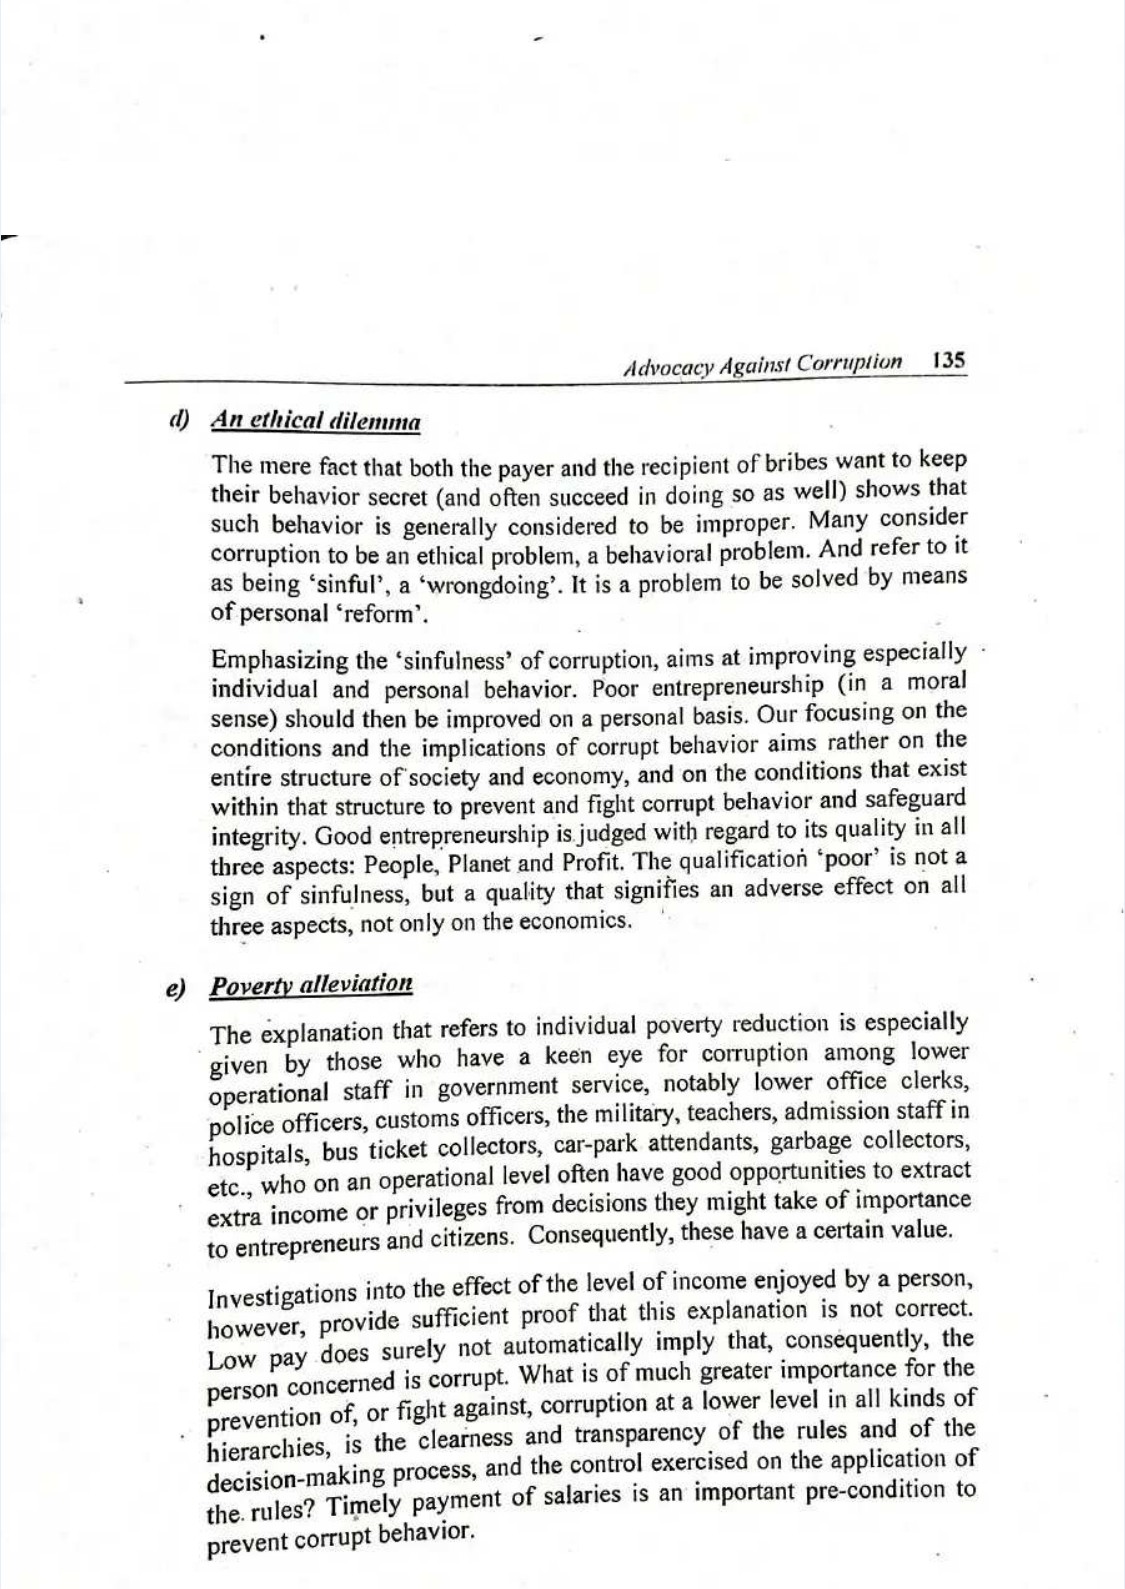 Advocacy Against Corruption 135
d) An ethical dilemma
The mere fact that both the payer and the recipient of bribes want to keep
their behavior secret (and often succeed in doing so as well) shows that
such behavior is generally considered to be improper. Many consider
corruption to be an ethical problem, a behavioral problem. And refer to it
as being ‘sinful’, a ‘wrongdoing’. It is a problem to be solved by means
of personal ‘reform’.
Emphasizing the ‘sinfulness’ of corruption, aims at improving especially
individual and personal behavior. Poor entrepreneurship (in a moral
sense) should then be improved on a personal basis. Our focusing on the
conditions and the implications of corrupt behavior aims rather on the
entire structure of society and economy, and on the conditions that exist
within that structure to prevent and fight corrupt behavior and safeguard
integrity. Good entrepreneurship is judged with regard to its quality in all
three aspects: People, Planet and Profit. The qualification ‘poor’ is not a
sign of sinfulness, but a quality that signifies an adverse effect on all
three aspects, not only on the economics.
e) Poverty alleviation
The explanation that refers to individual poverty reduction is especially
given by those who have a keen eye for corruption among lower
operational staff in government service, notably lower office clerks,
police officers, customs officers, the military, teachers, admission staff in
hospitals, bus ticket collectors, car-park attendants, garbage collectors,
etc., who on an operational level often have good opportunities to extract
extra income or privileges from decisions they might take of importance
to entrepreneurs and citizens. Consequently, these have a certain value.
Investigations into the effect of the level of income enjoyed by a person,
however, provide sufficient proof that this explanation is not correct.
Low pay does surely not automatically imply that, consequently, the
person concerned is corrupt. What is of much greater importance for the
prevention of, or fight against, corruption at a lower level in all kinds of
hierarchies, is the clearness and transparency of the rules and of the
decision-making process, and the control exercised on the application of
the rules? Timely payment of salaries is an important pre-condition to
prevent corrupt behavior.